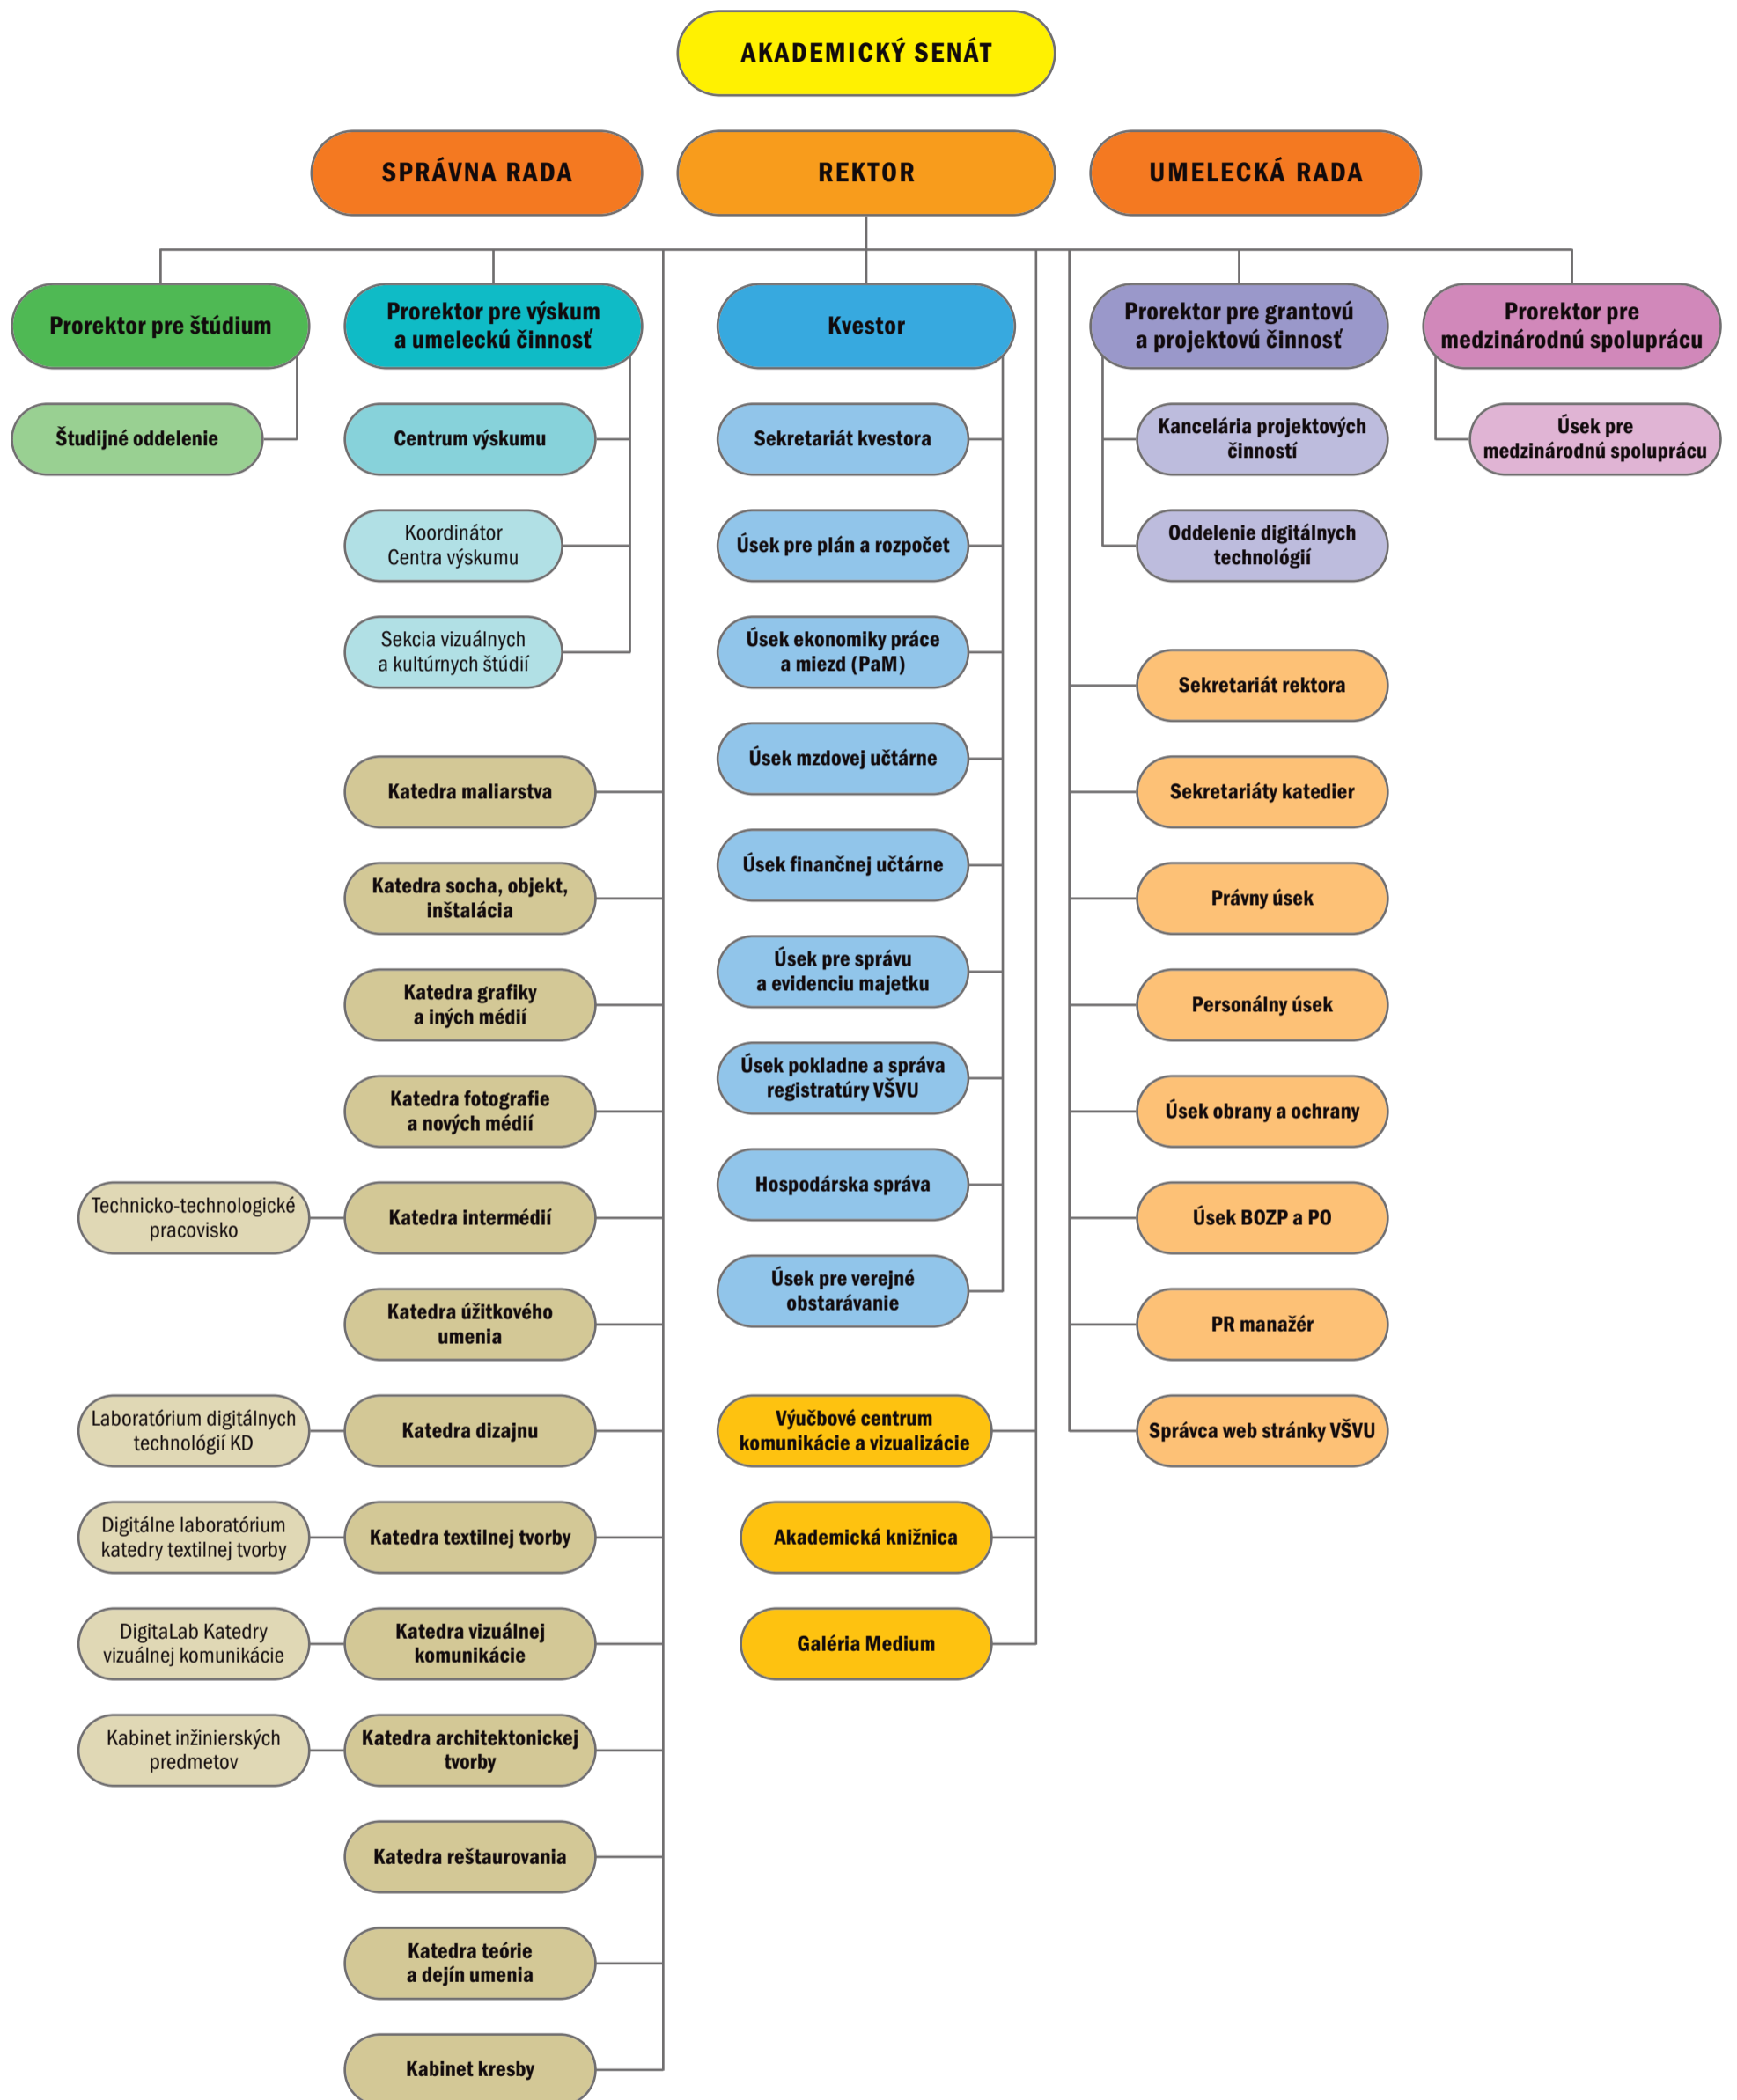 AKADEMICKÝ SENÁT
SPRÁVNA RADA
REKTOR
UMELECKÁ RADA
Prorektor pre štúdium
Prorektor pre výskum
a umeleckú činnosť
Kvestor
Prorektor pre grantovú
a projektovú činnosť
Prorektor pre
medzinárodnú spoluprácu
Študijné oddelenie
Centrum výskumu
Koordinátor
Centra výskumu
Sekcia vizuálnych
a kultúrnych štúdií
Katedra maliarstva
Katedra socha, objekt,
inštalácia
Katedra grafiky
a iných médií
Katedra fotografie
a nových médií
Technicko-technologické
pracovisko
Katedra intermédií
Katedra úžitkového
umenia
Laboratórium digitálnych
technológií KD
Katedra dizajnu
Digitálne laboratórium
katedry textilnej tvorby
Katedra textilnej tvorby
DigitaLab Katedry
vizuálnej komunikácie
Katedra vizuálnej
komunikácie
Kabinet inžinierských
predmetov
Katedra architektonickej
tvorby
Katedra reštaurovania
Katedra teórie
a dejín umenia
Kabinet kresby
Sekretariát kvestora
Úsek pre plán a rozpočet
Úsek ekonomiky práce
a miezd (PaM)
Úsek mzdovej učtárne
Úsek finančnej učtárne
Úsek pre správu
a evidenciu majetku
Úsek pokladne a správa
registratúry VŠVU
Hospodárska správa
Úsek pre verejné
obstarávanie
Výučbové centrum
komunikácie a vizualizácie
Akademická knižnica
Galéria Medium
Kancelária projektových
činností
Oddelenie digitálnych
technológií
Sekretariát rektora
Sekretariáty katedier
Právny úsek
Personálny úsek
Úsek obrany a ochrany
Úsek BOZP a PO
PR manažér
Správca web stránky VŠVU
Úsek pre
medzinárodnú spoluprácu